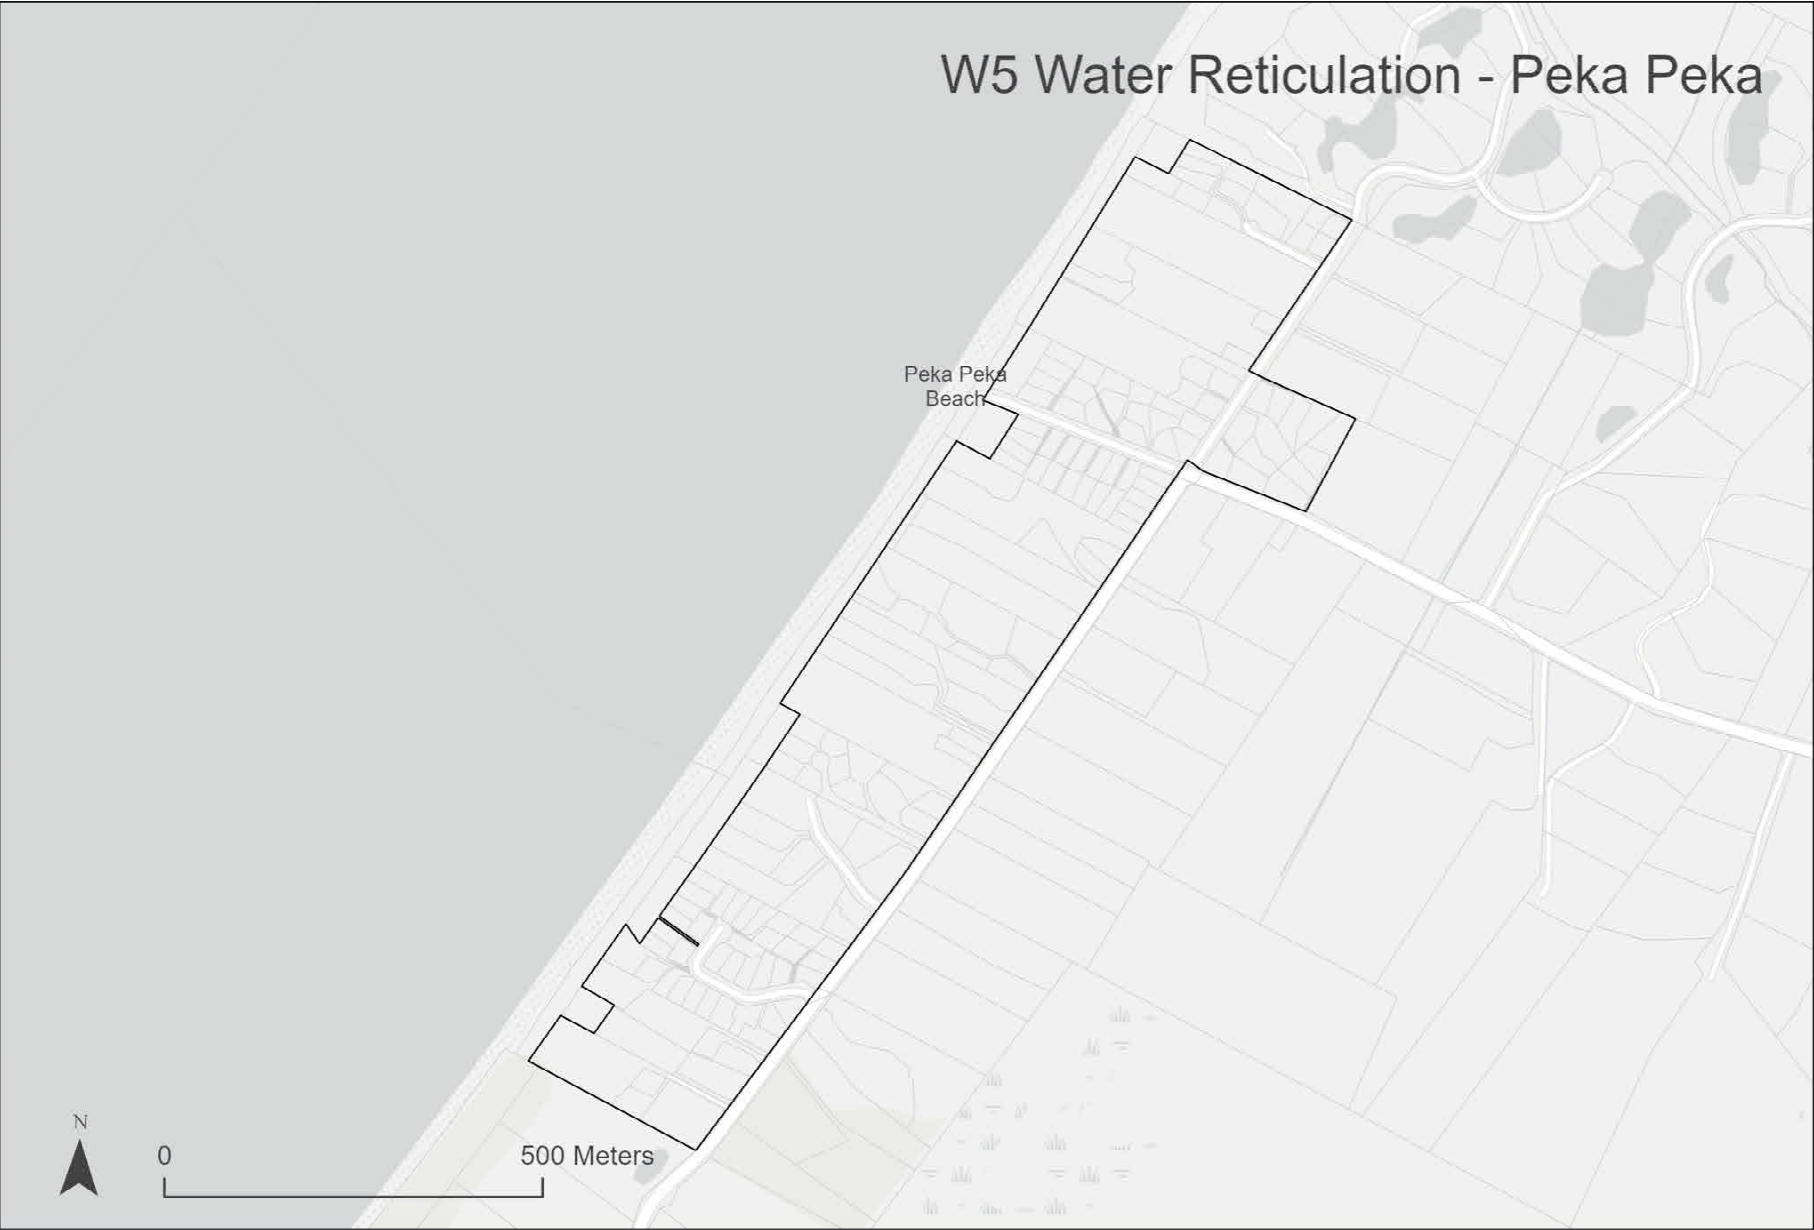 W5 Water Reticulation - Peka Peka
Peka Peka
Beach
N
0
500 Meters